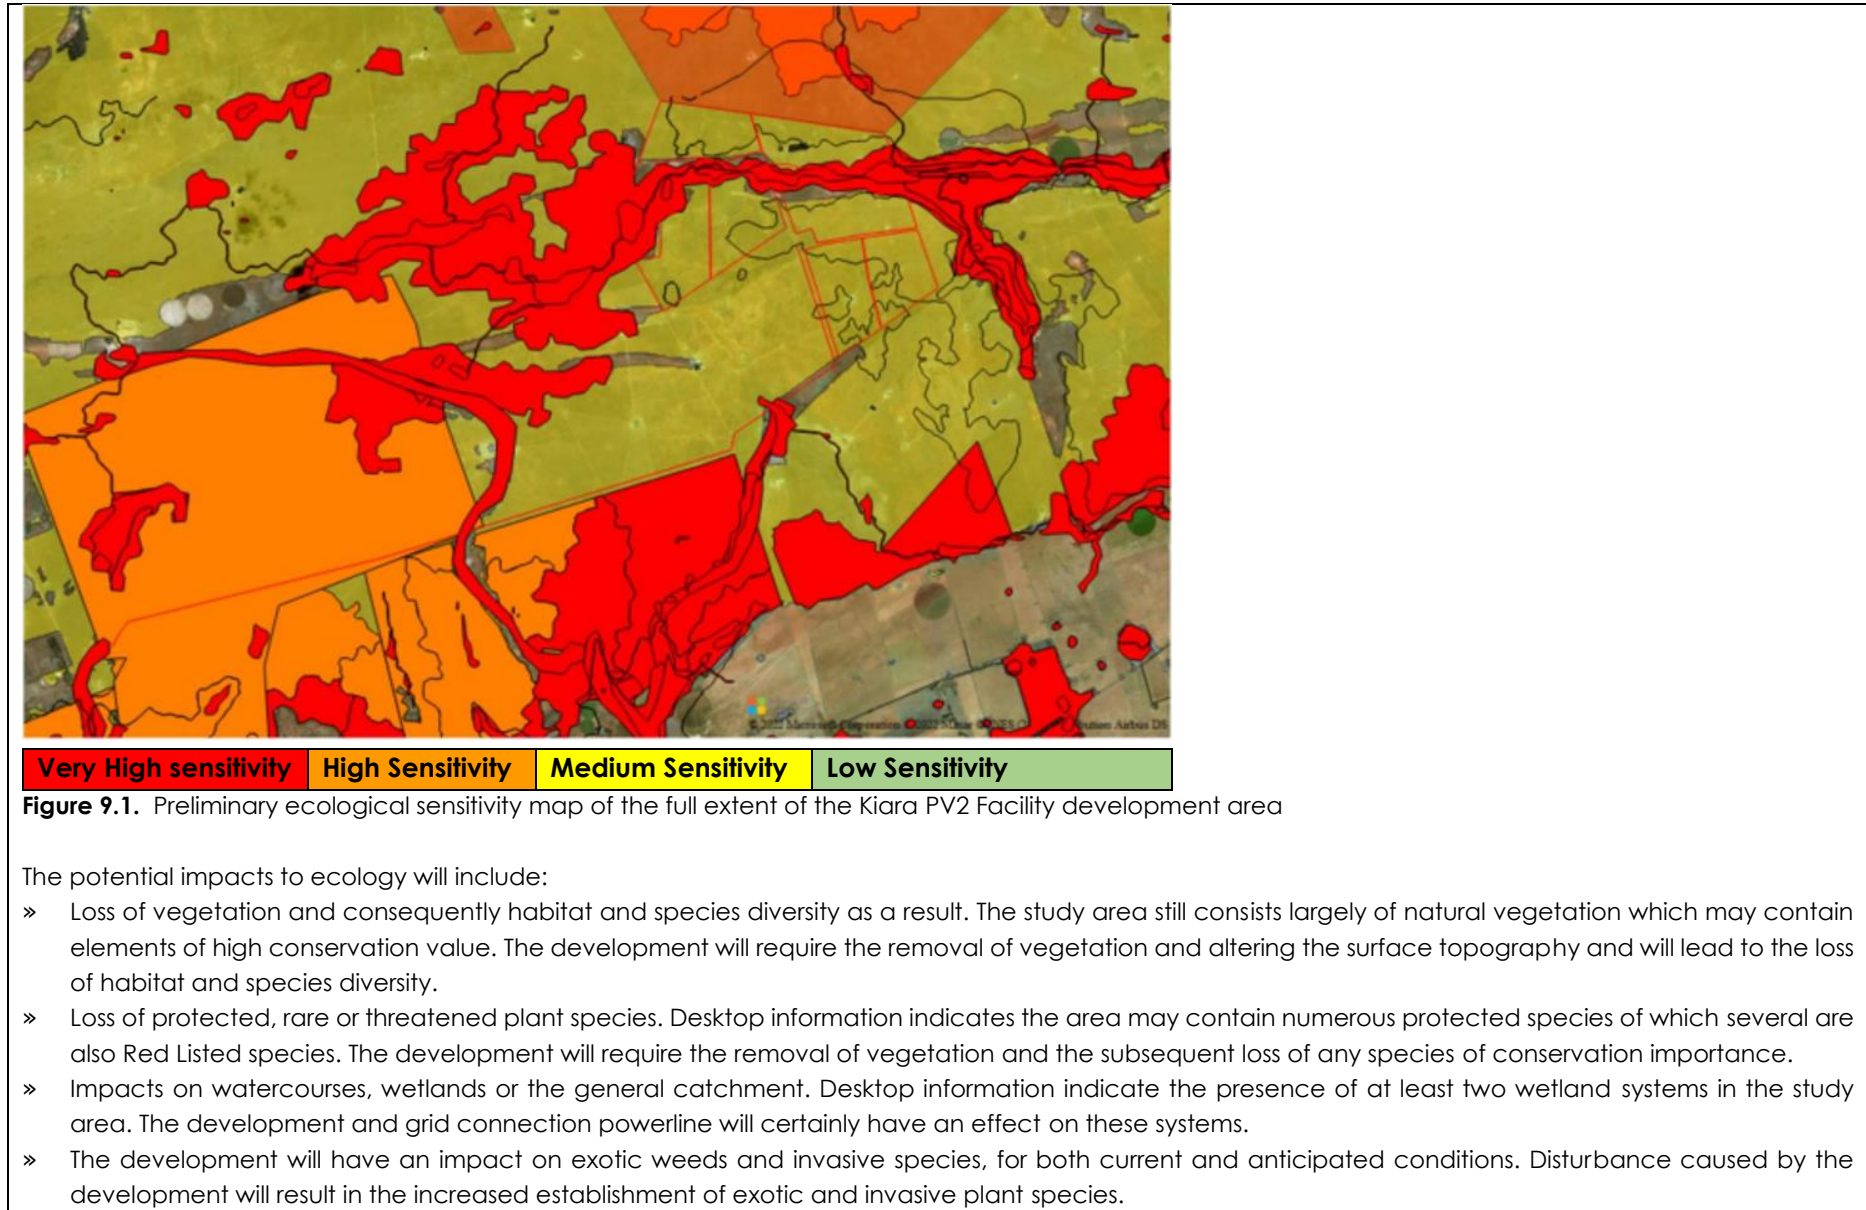 © 2022 Microsoft Corporation © 2022 Maxar © CNES
Airbus DS
Very High sensitivity High Sensitivity Medium Sensitivity Low Sensitivity
Figure 9.1. Preliminary ecological sensitivity map of the full extent of the Kiara PV2 Facility development area
The potential impacts to ecology will include:
» Loss of vegetation and consequently habitat and species diversity as a result. The study area still consists largely of natural vegetation which may contain
elements of high conservation value. The development will require the removal of vegetation and altering the surface topography and will lead to the loss
of habitat and species diversity.
» Loss of protected, rare or threatened plant species. Desktop information indicates the area may contain numerous protected species of which several are
also Red Listed species. The development will require the removal of vegetation and the subsequent loss of any species of conservation importance.
» Impacts on watercourses, wetlands or the general catchment. Desktop information indicate the presence of at least two wetland systems in the study
area. The development and grid connection powerline will certainly have an effect on these systems.
» The development will have an impact on exotic weeds and invasive species, for both current and anticipated conditions. Disturbance caused by the
development will result in the increased establishment of exotic and invasive plant species.